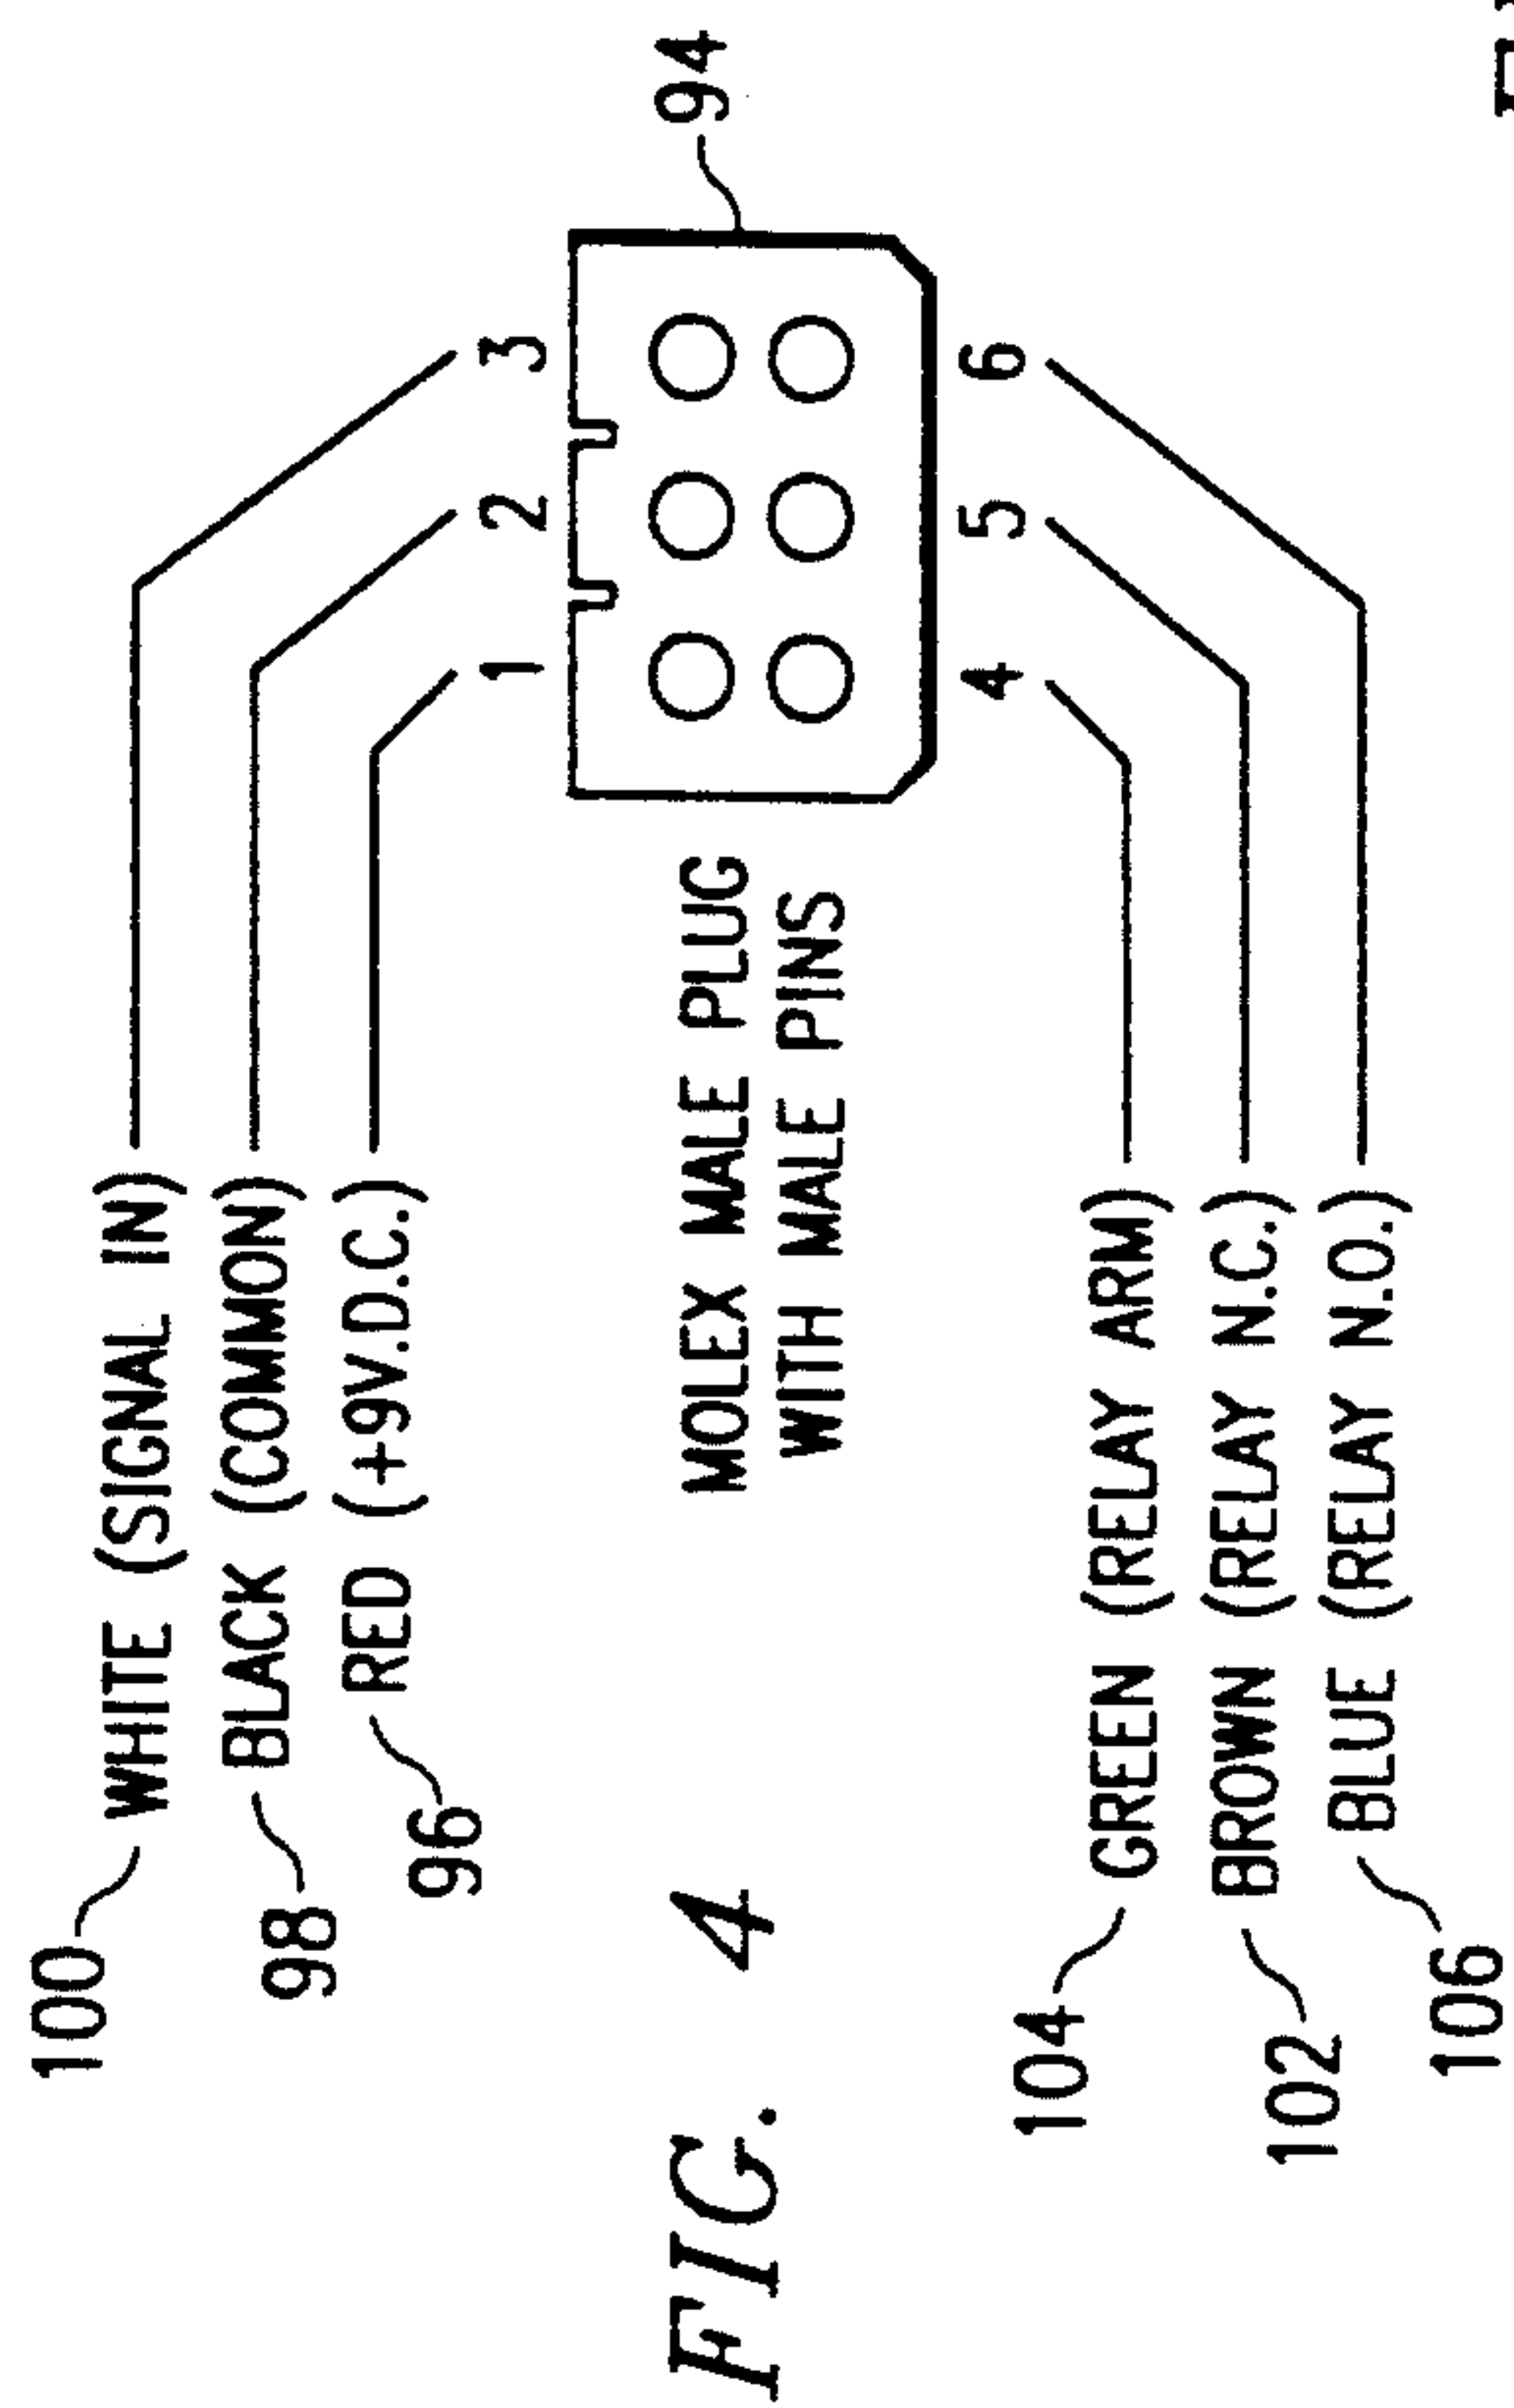 100 WHITE (SIGNAL IN)
98 BLACK (COMMON)
96 RED (+9V.D.C.)
1 2 3
94
MOLEX MALE PLUG
WITH MALE PINS
FIG. 4
4 5 6
104 GREEN (RELAY ARM)
102 BROWN (RELAY N.C.)
106 BLUE (RELAY N.O.)